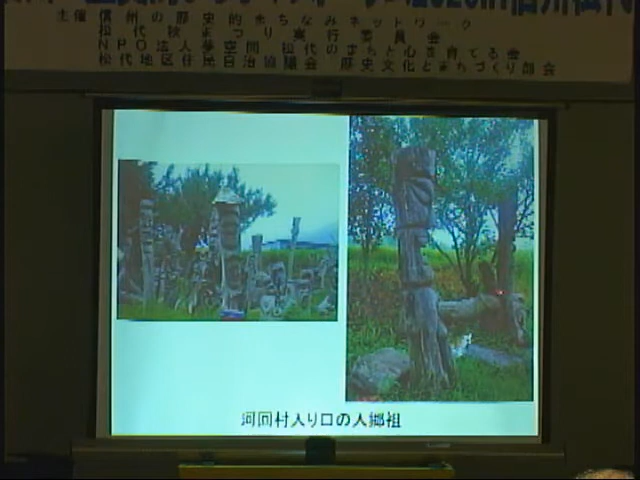 主催 信州の歴史的まちなみネットワーク
松代秋まつり実行委員会
NPO法人夢空間 松代のまちと心を育てる会
松代地区住民自治協議会 歴史文化とまちづくり部会
河回村入り口の人郷祖